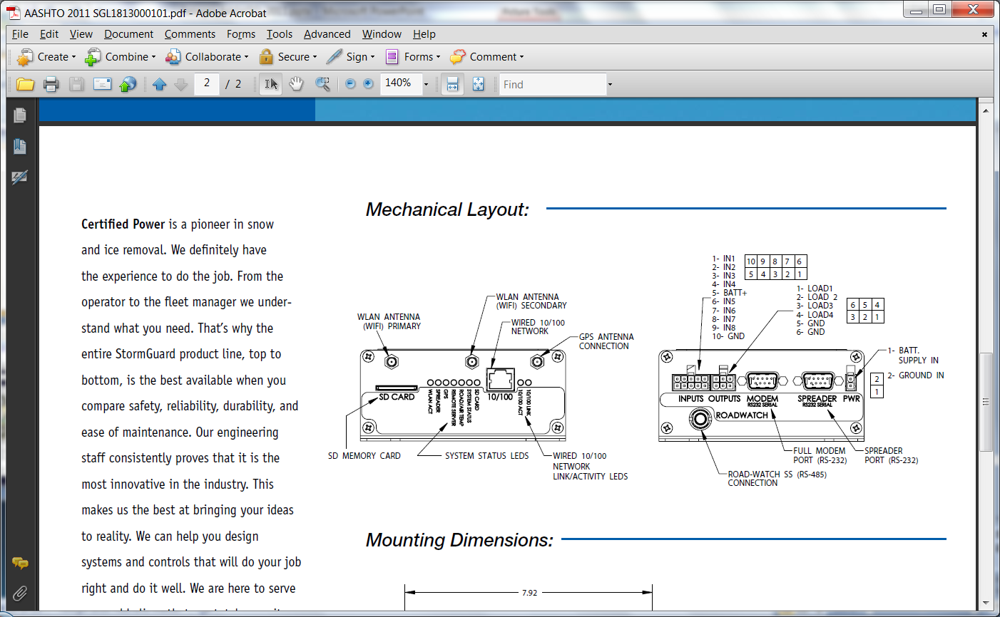 AASHTO 2011 SGL1813000101.pdf - Adobe Acrobat
File Edit View Document Comments Forms Tools Advanced Window Help
Create Combine Collaborate Secure Sign Forms Comment
2 / 2 140% Find
Certified Power is a pioneer in snow
and ice removal. We definitely have
the experience to do the job. From the
operator to the fleet manager we under-
stand what you need. That's why the
entire StormGuard product line, top to
bottom, is the best available when you
compare safety, reliability, durability, and
ease of maintenance. Our engineering
staff consistently proves that it is the
most innovative in the industry. This
makes us the best at bringing your ideas
to reality. We can help you design
systems and controls that will do your job
right and do it well. We are here to serve
Mechanical Layout:
WLAN ANTENNA
(WIFI) PRIMARY
WLAN ANTENNA
(WIFI) SECONDARY
WIRED 10/100
NETWORK
GPS ANTENNA
CONNECTION
SD CARD
WLAN ACT
SPREADER
GPS
REMOTE SERVER
ROAD/AIR TEMP
SYSTEM STATUS
SD CARD
10/100
10/100 ACT
10/100 LINK
SD MEMORY CARD
SYSTEM STATUS LEDS
WIRED 10/100
NETWORK
LINK/ACTIVITY LEDS
1- IN1
2- IN2
3- IN3
4- IN4
5- BATT+
6- IN5
7- IN6
8- IN7
9- IN8
10- GND
10 9 8 7 6
5 4 3 2 1
1- LOAD1
2- LOAD 2
3- LOAD3
4- LOAD4
5- GND
6- GND
6 5 4
3 2 1
1- BATT.
SUPPLY IN
2- GROUND IN
2
1
INPUTS OUTPUTS MODEM SPREADER PWR
RS232 SERIAL RS232 SERIAL
ROADWATCH
FULL MODEM
PORT (RS-232)
SPREADER
PORT (RS-232)
ROAD-WATCH SS (RS-485)
CONNECTION
Mounting Dimensions:
7.92